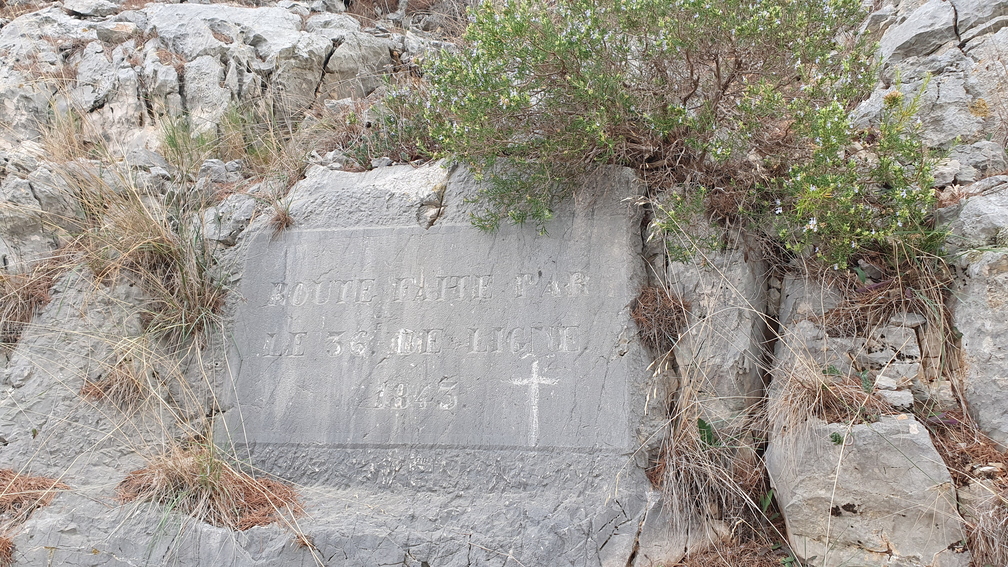 ROUTE FAITE PAR
LE 36E DE LIGNE
1843